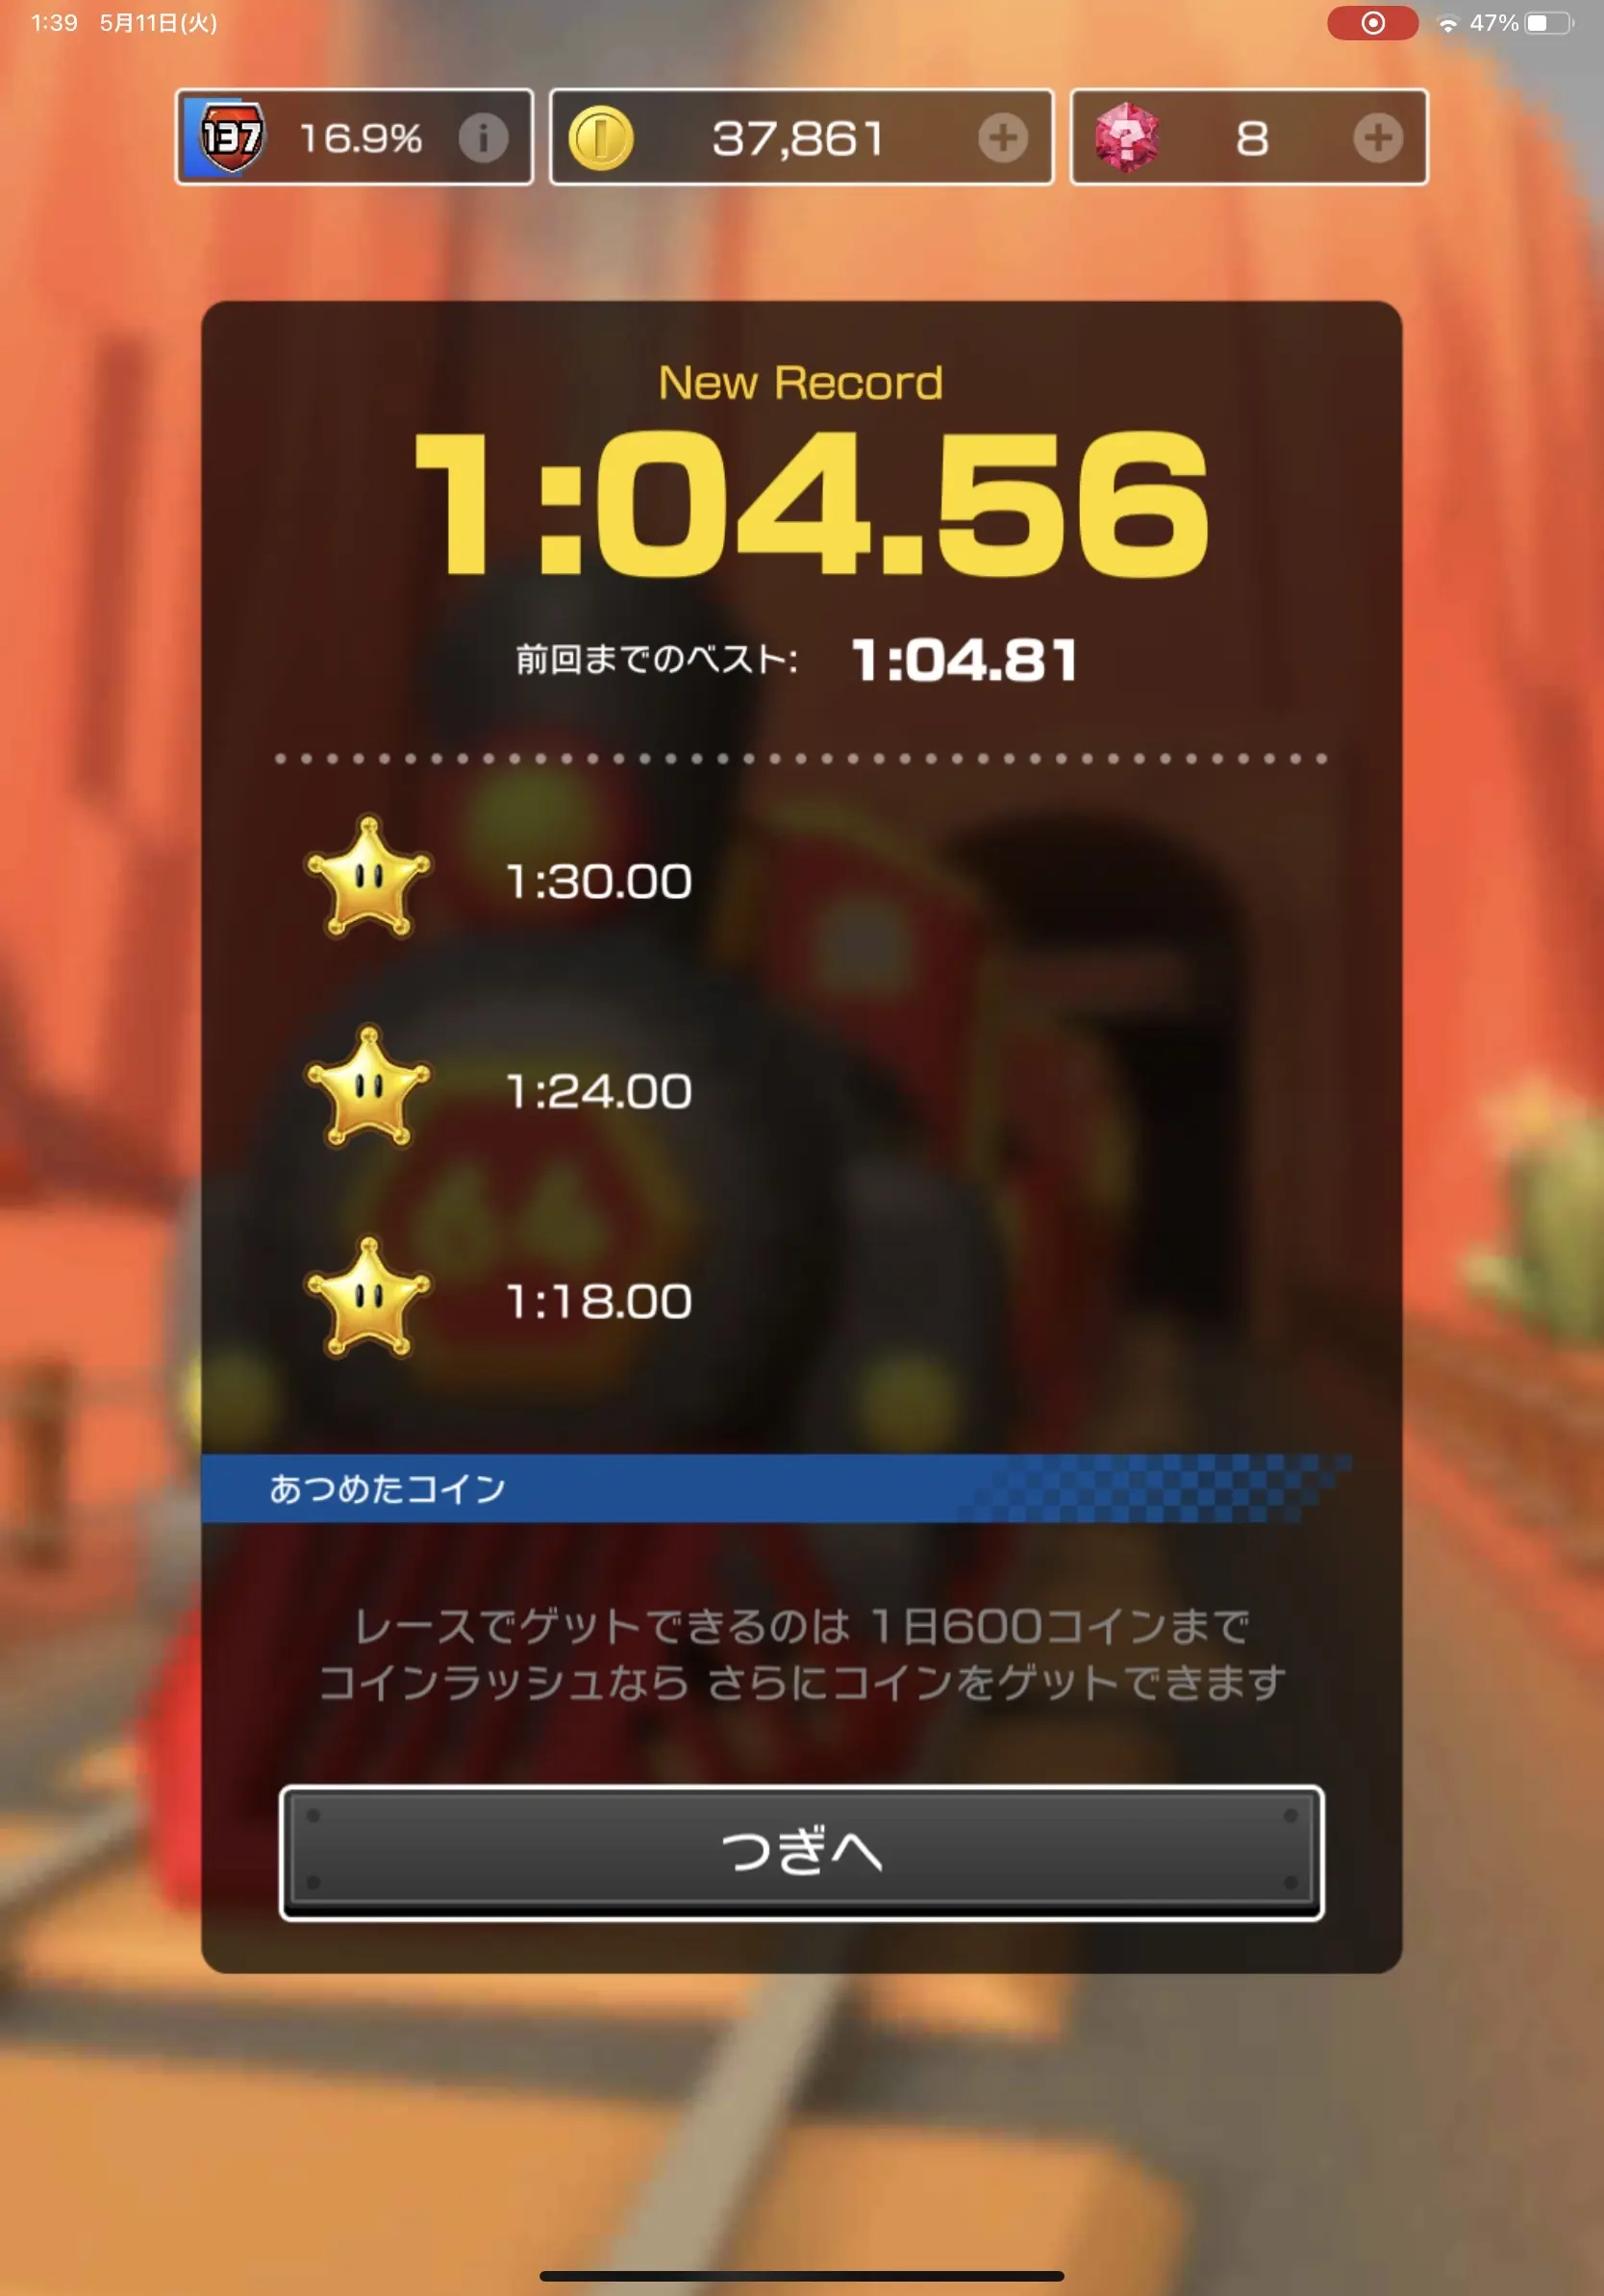 1:39 5月11日(火) 47%
137 16.9% i 37,861 + ? 8 +
New Record
1:04.56
前回までのベスト: 1:04.81
1:30.00
1:24.00
64
1:18.00
あつめたコイン
レースでゲットできるのは 1日600コインまで
コインラッシュなら さらにコインをゲットできます
つぎへ